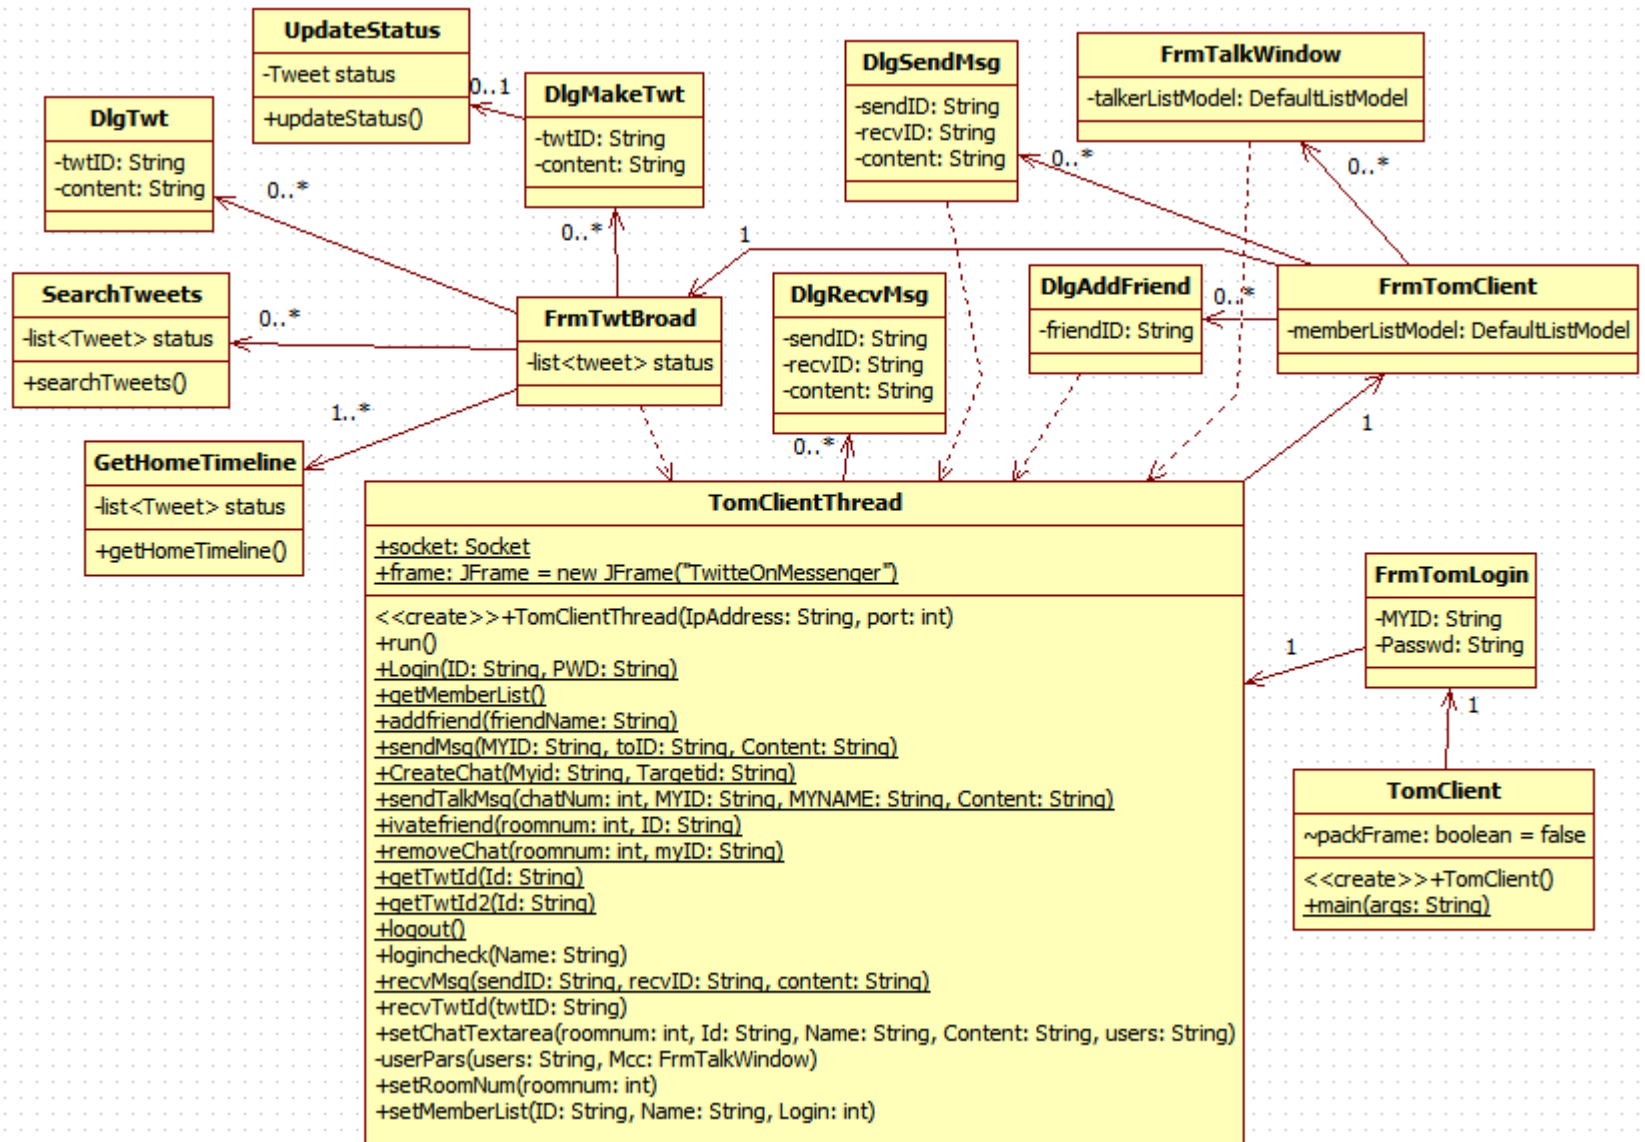 UpdateStatus
-Tweet status
+updateStatus()
0..1
DlgMakeTwt
-twtID: String
-content: String
0..*
DlgTwt
-twtID: String
-content: String
0..*
DlgSendMsg
-sendID: String
-recvID: String
-content: String
0..*
FrmTalkWindow
-talkerListModel: DefaultListModel
0..*
1
SearchTweets
-list<Tweet> status
+searchTweets()
0..*
FrmTwtBroad
-list<tweet> status
1..*
DlgRecvMsg
-sendID: String
-recvID: String
-content: String
0..*
DlgAddFriend
-friendID: String
0..*
FrmTomClient
-memberListModel: DefaultListModel
1
GetHomeTimeline
-list<Tweet> status
+getHomeTimeline()
TomClientThread
+socket: Socket
+frame: JFrame = new JFrame("TwitteOnMessenger")
<<create>>+TomClientThread(IpAddress: String, port: int)
+run()
+Login(ID: String, PWD: String)
+getMemberList()
+addfriend(friendName: String)
+sendMsg(MYID: String, toID: String, Content: String)
+CreateChat(Myid: String, Targetid: String)
+sendTalkMsg(chatNum: int, MYID: String, MYNAME: String, Content: String)
+ivatefriend(roomnum: int, ID: String)
+removeChat(roomnum: int, myID: String)
+getTwtId(Id: String)
+getTwtId2(Id: String)
+logout()
+logincheck(Name: String)
+recvMsg(sendID: String, recvID: String, content: String)
+recvTwtId(twtID: String)
+setChatTextarea(roomnum: int, Id: String, Name: String, Content: String, users: String)
-userPars(users: String, Mcc: FrmTalkWindow)
+setRoomNum(roomnum: int)
+setMemberList(ID: String, Name: String, Login: int)
FrmTomLogin
-MYID: String
-Passwd: String
1
1
TomClient
~packFrame: boolean = false
<<create>>+TomClient()
+main(args: String)